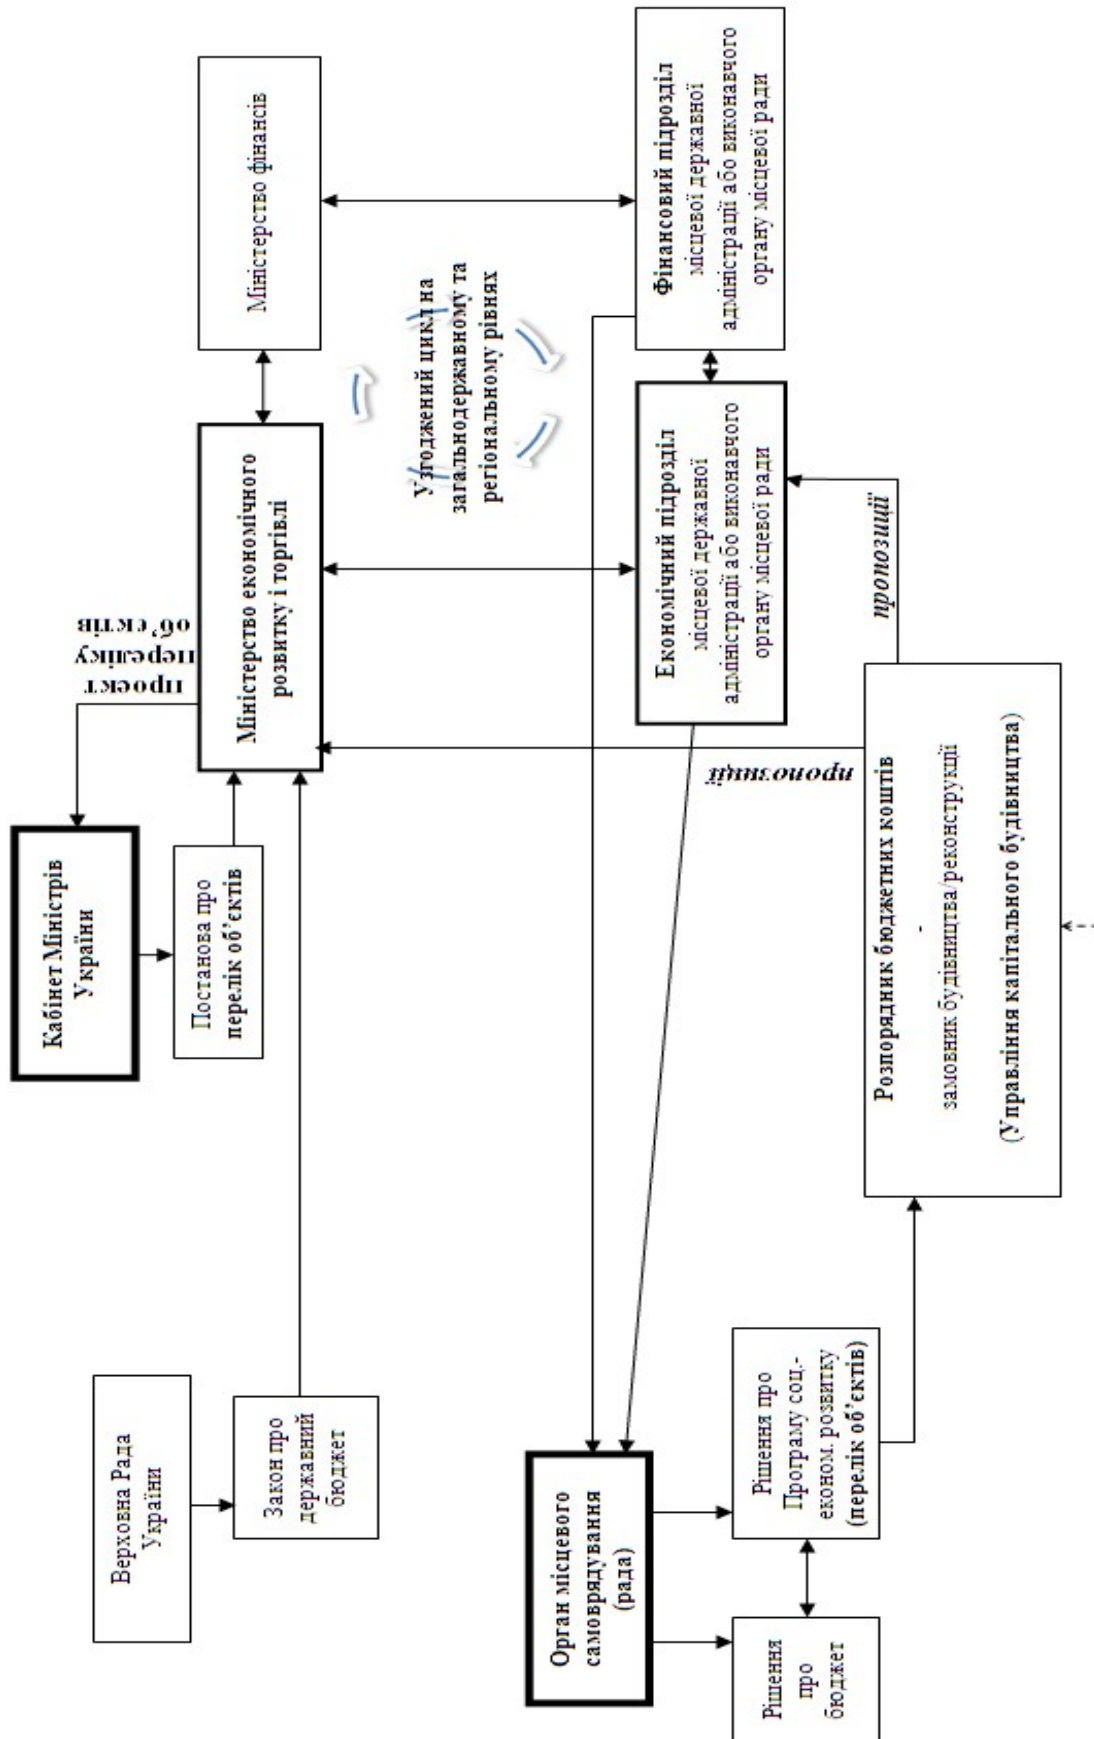 Верховна Рада
України
Закон про
державний
бюджет
Кабінет Міністрів
України
Постанова про
перелік об’єктів
проект
переліку
об’єктів
Міністерство економічного
розвитку і торгівлі
Міністерство фінансів
Узгоджений цикл на
загальнодержавному та
регіональному рівнях
Орган місцевого
самоврядування
(рада)
Рішення
про
бюджет
Рішення про
Програму соц.-
економ. розвитку
(перелік об’єктів)
Економічний підрозділ
місцевої державної
адміністрації або виконавчого
органу місцевої ради
Фінансовий підрозділ
місцевої державної
адміністрації або виконавчого
органу місцевої ради
пропозиції
пропозиції
Розпорядник бюджетних коштів
-
замовник будівництва/реконструкції
(Управління капітального будівництва)